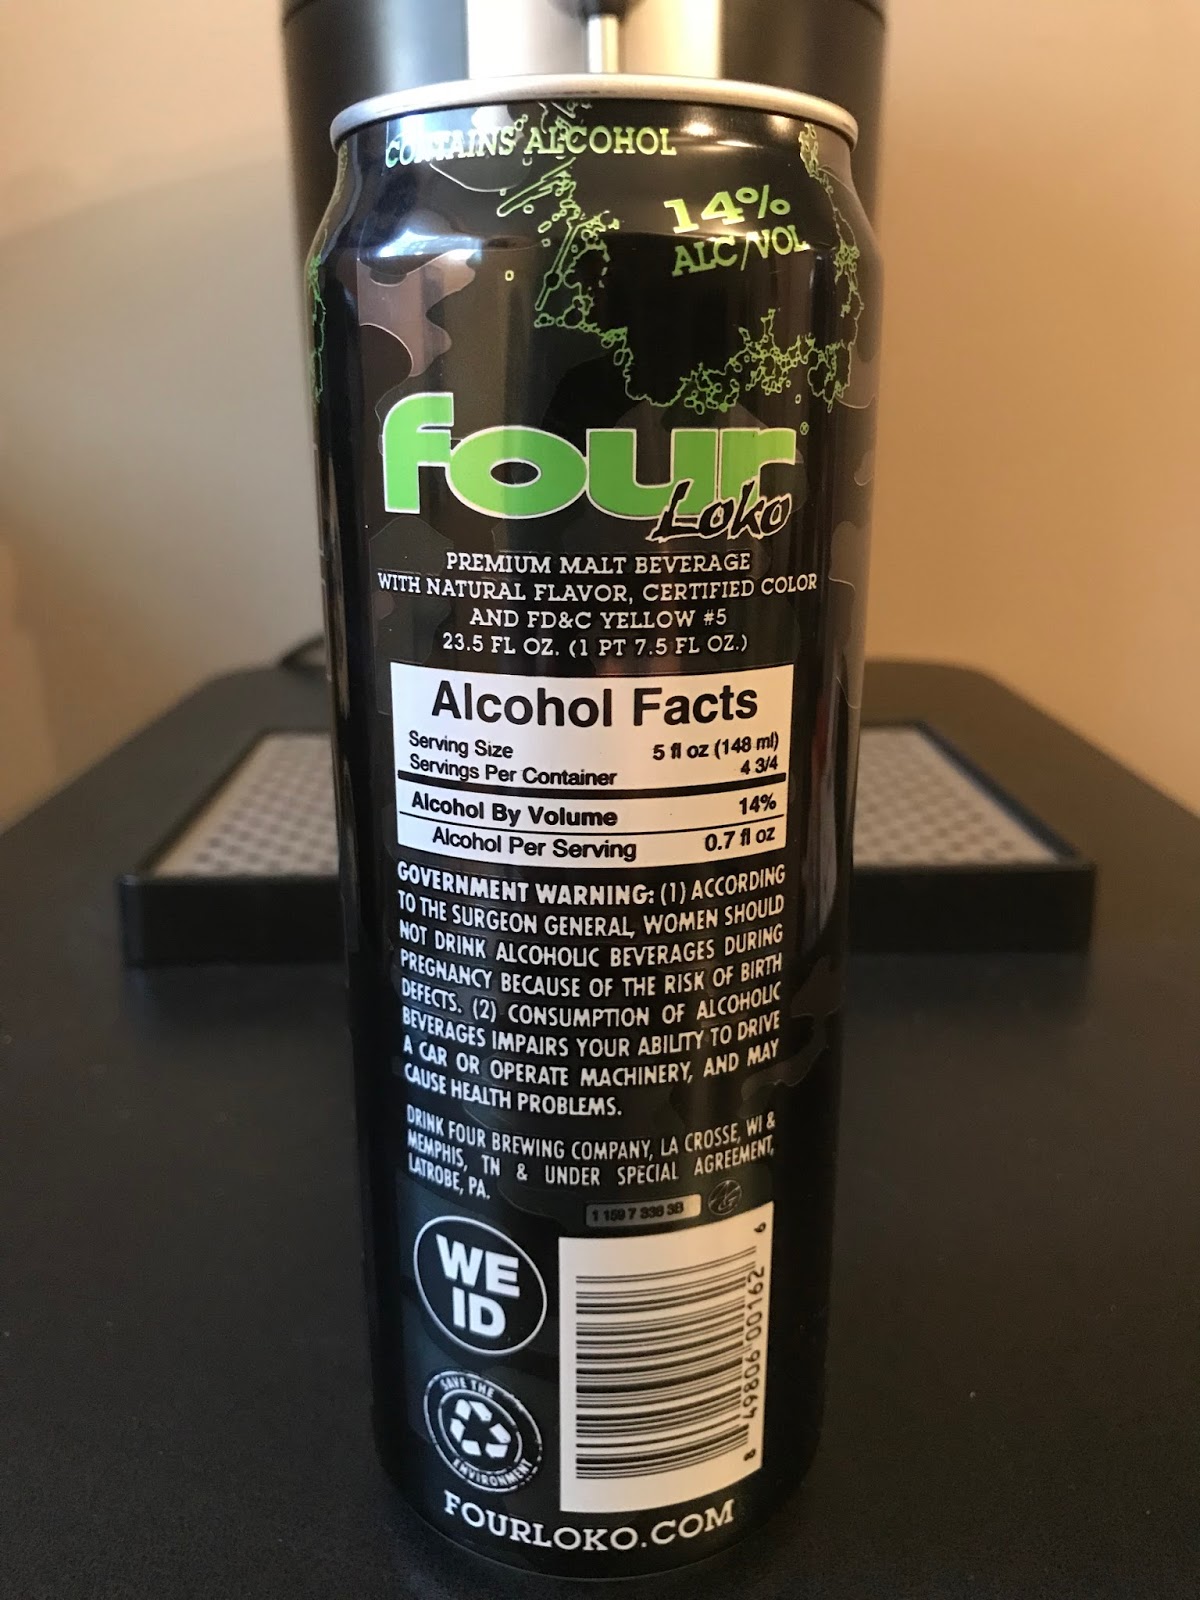 CONTAINS ALCOHOL
14%
ALC/VOL
four®
Loko
PREMIUM MALT BEVERAGE
WITH NATURAL FLAVOR, CERTIFIED COLOR
AND FD&C YELLOW #5
23.5 FL OZ. (1 PT 7.5 FL OZ.)
Alcohol Facts
Serving Size 5 fl oz (148 ml)
Servings Per Container 4 3/4
Alcohol By Volume 14%
Alcohol Per Serving 0.7 fl oz
GOVERNMENT WARNING: (1) ACCORDING
TO THE SURGEON GENERAL, WOMEN SHOULD
NOT DRINK ALCOHOLIC BEVERAGES DURING
PREGNANCY BECAUSE OF THE RISK OF BIRTH
DEFECTS. (2) CONSUMPTION OF ALCOHOLIC
BEVERAGES IMPAIRS YOUR ABILITY TO DRIVE
A CAR OR OPERATE MACHINERY, AND MAY
CAUSE HEALTH PROBLEMS.
DRINK FOUR BREWING COMPANY, LA CROSSE, WI &
MEMPHIS, TN & UNDER SPECIAL AGREEMENT,
LATROBE, PA.
1 159 7 336 3B
WE
ID
8 49806 00162 6
SAVE THE
ENVIRONMENT
FOURLOKO.COM